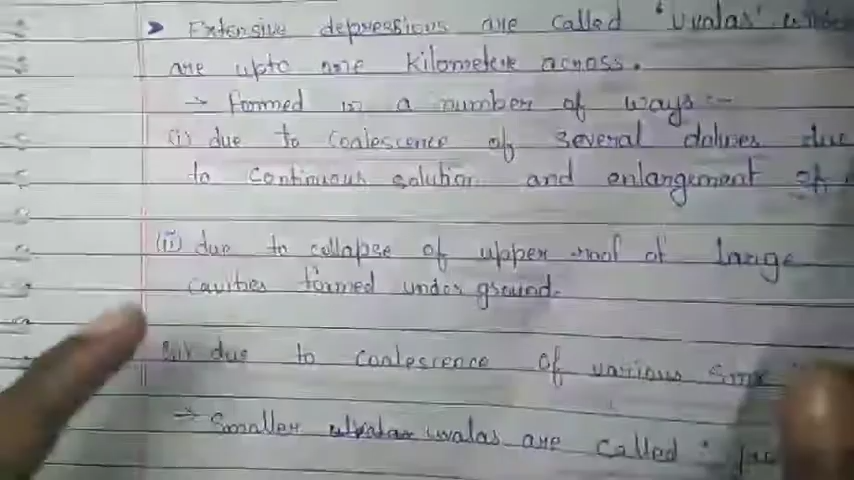 ➤ Extensive depressions are called 'Uvalas' which
are upto one kilometere across.
→ formed in a number of ways :-
(i) due to coalescence of several dolines due
to continuous solution and enlargement of
(ii) due to collapse of upper roof of large
cavities formed under ground.
due to coalescence of various
→ Smaller uvalas are called :